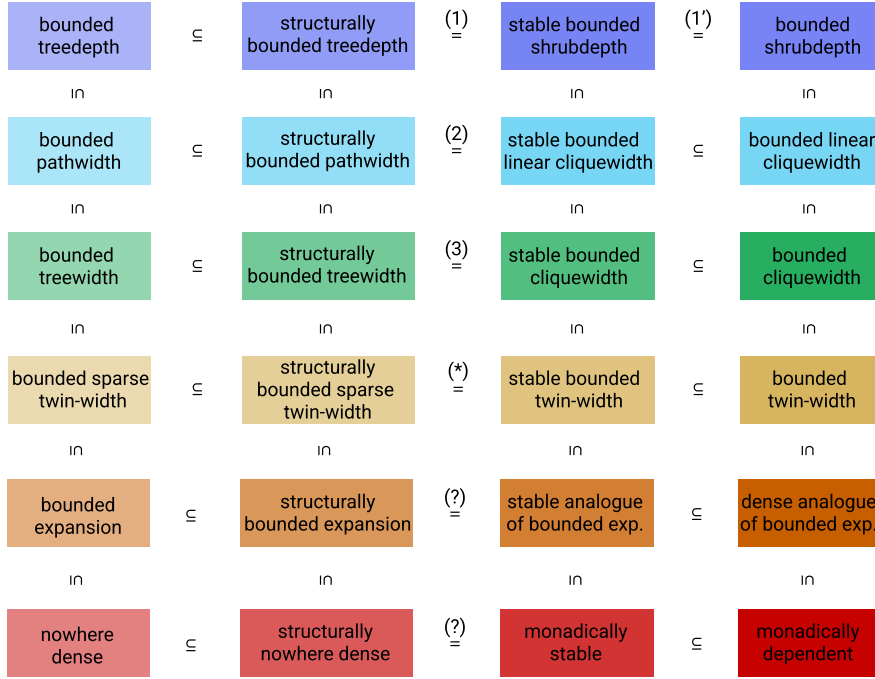 bounded treedepth ⊆ structurally bounded treedepth (1) = stable bounded shrubdepth (1') = bounded shrubdepth
⊆ ⊆ ⊆ ⊆
bounded pathwidth ⊆ structurally bounded pathwidth (2) = stable bounded linear cliquewidth ⊆ bounded linear cliquewidth
⊆ ⊆ ⊆ ⊆
bounded treewidth ⊆ structurally bounded treewidth (3) = stable bounded cliquewidth ⊆ bounded cliquewidth
⊆ ⊆ ⊆ ⊆
bounded sparse twin-width ⊆ structurally bounded sparse twin-width (*) = stable bounded twin-width ⊆ bounded twin-width
⊆ ⊆ ⊆ ⊆
bounded expansion ⊆ structurally bounded expansion (?) = stable analogue of bounded exp. ⊆ dense analogue of bounded exp.
⊆ ⊆ ⊆ ⊆
nowhere dense ⊆ structurally nowhere dense (?) = monadically stable ⊆ monadically dependent